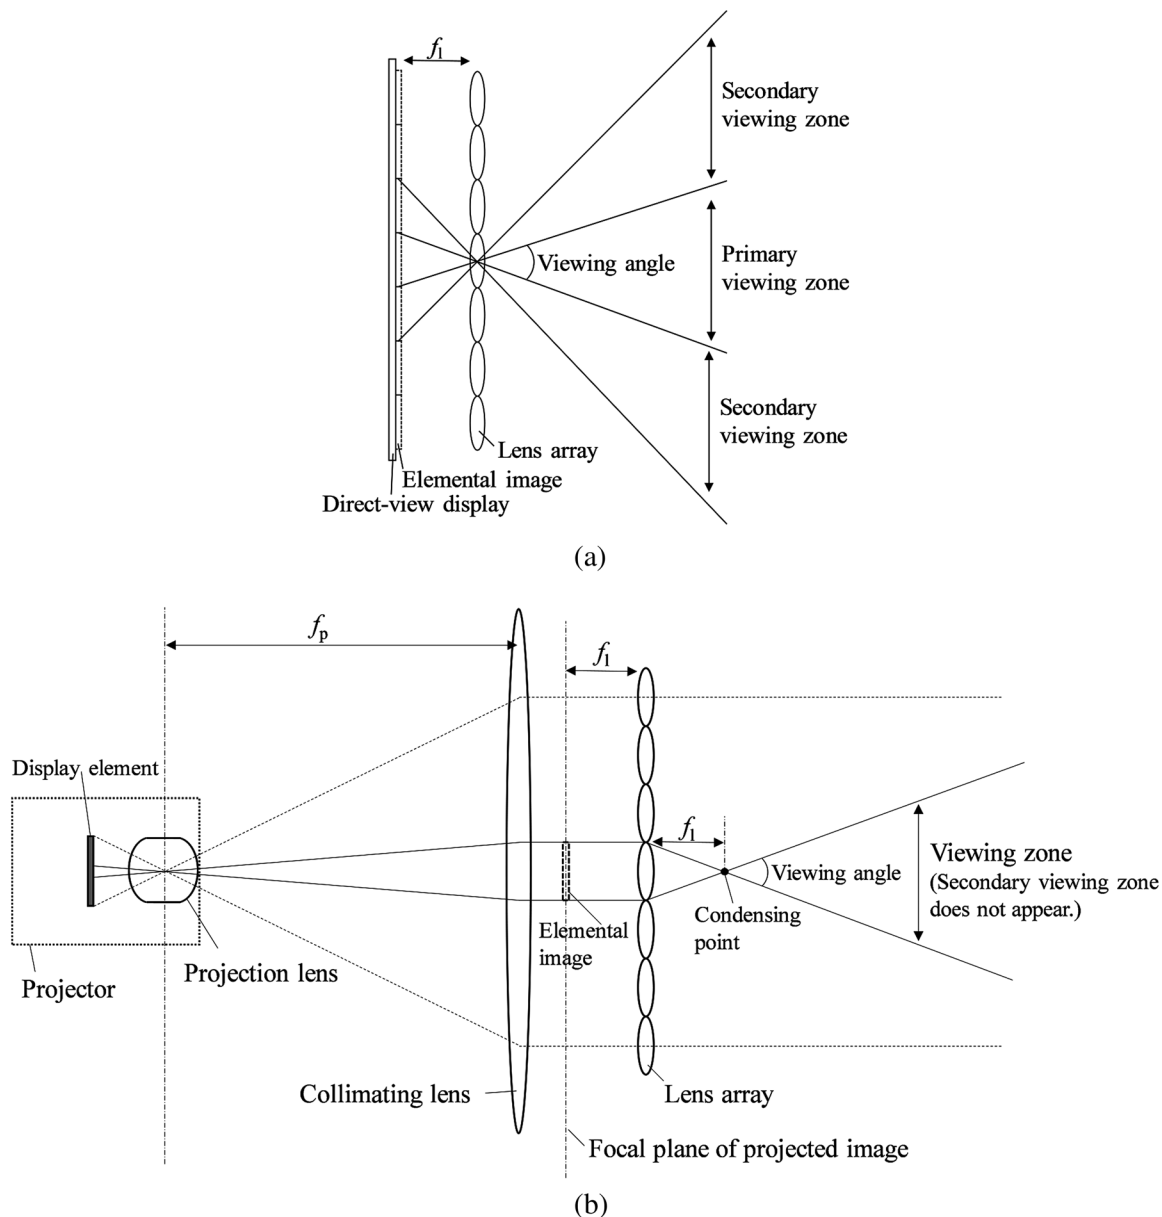 f₁
Secondary
viewing zone
Viewing angle
Primary
viewing zone
Secondary
viewing zone
Lens array
Elemental image
Direct-view display
(a)
fₚ
f₁
Display element
f₁
Viewing angle
Viewing zone
(Secondary viewing zone
does not appear.)
Condensing
point
Elemental
image
Projection lens
Projector
Collimating lens
Lens array
Focal plane of projected image
(b)